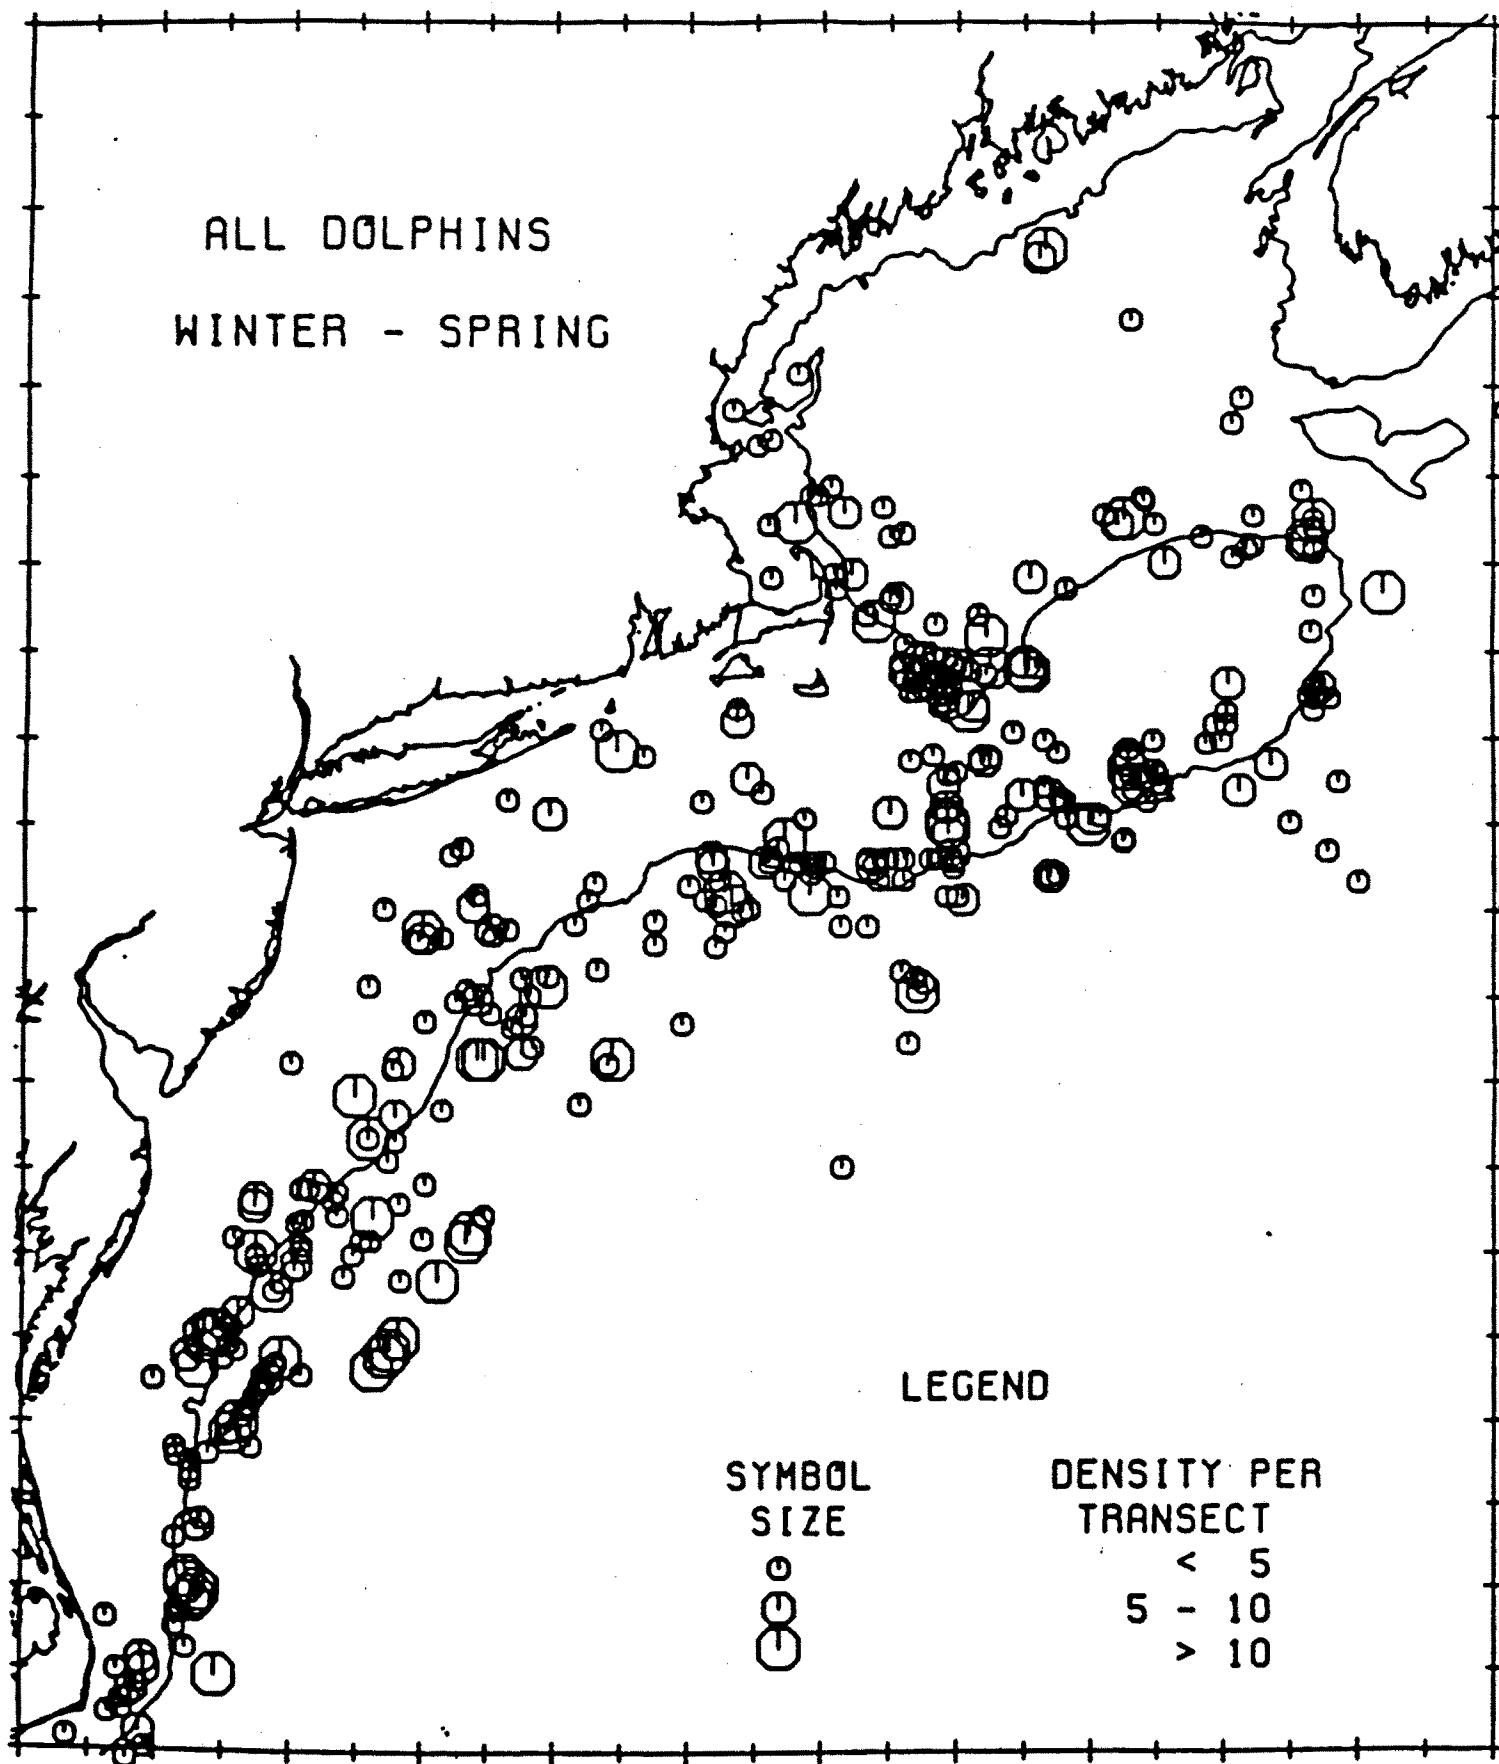 ALL DOLPHINS
WINTER - SPRING
LEGEND
SYMBOL SIZE
DENSITY PER TRANSECT
< 5
5 - 10
> 10